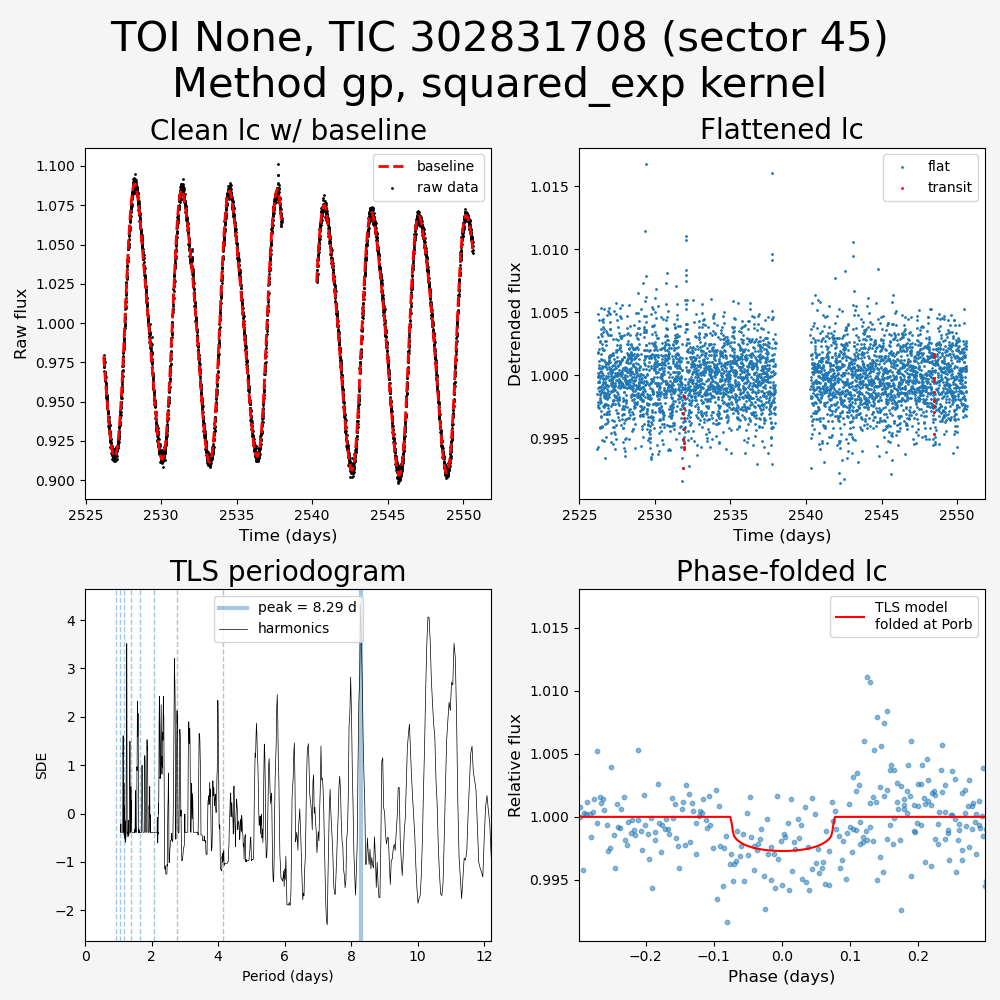 TOI None, TIC 302831708 (sector 45)
Method gp, squared_exp kernel
Clean lc w/ baseline
baseline
raw data
1.100
1.075
1.050
1.025
1.000
0.975
0.950
0.925
0.900
Raw flux
2525 2530 2535 2540 2545 2550
Time (days)
Flattened lc
flat
transit
1.015
1.010
1.005
1.000
0.995
Detrended flux
2525 2530 2535 2540 2545 2550
Time (days)
TLS periodogram
peak = 8.29 d
harmonics
4
3
2
1
0
−1
−2
SDE
0 2 4 6 8 10 12
Period (days)
Phase-folded lc
TLS model
folded at Porb
1.015
1.010
1.005
1.000
0.995
Relative flux
−0.2 −0.1 0.0 0.1 0.2
Phase (days)